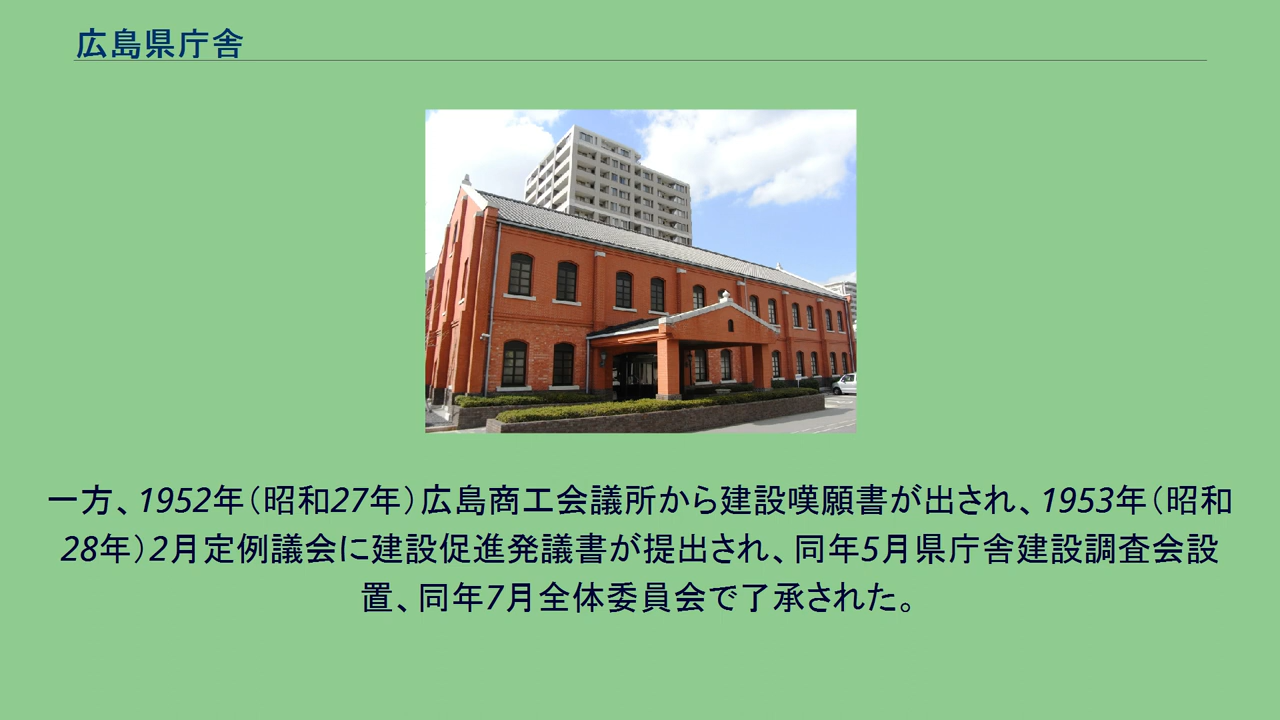 広島県庁舎
一方、1952年（昭和27年）広島商工会議所から建設嘆願書が出され、1953年（昭和
28年）2月定例議会に建設促進発議書が提出され、同年5月県庁舎建設調査会設
置、同年7月全体委員会で了承された。